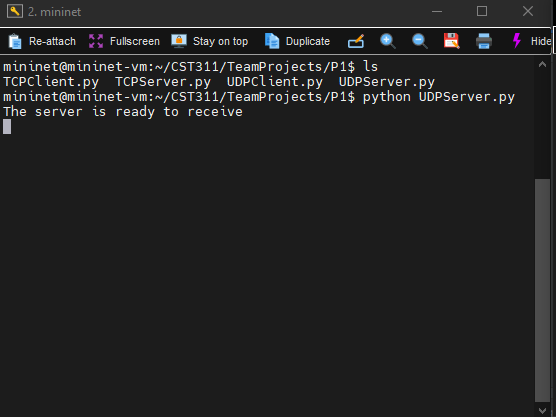 2. mininet
Re-attach Fullscreen Stay on top Duplicate Hide
mininet@mininet-vm:~/CST311/TeamProjects/P1$ ls
TCPClient.py  TCPServer.py  UDPClient.py  UDPServer.py
mininet@mininet-vm:~/CST311/TeamProjects/P1$ python UDPServer.py
The server is ready to receive